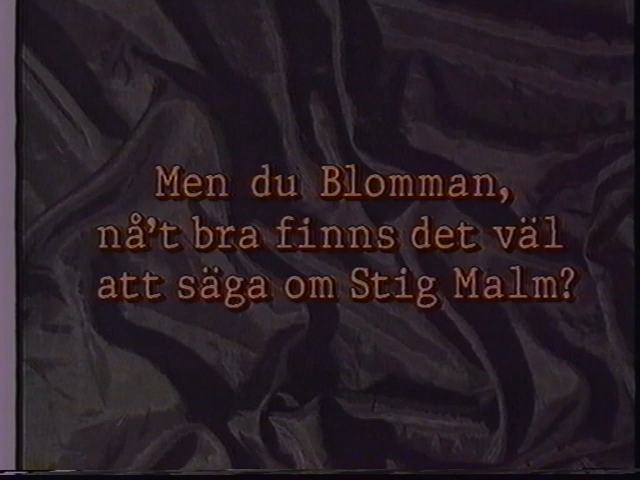 Men du Blomman,
nå't bra finns det väl
att säga om Stig Malm?